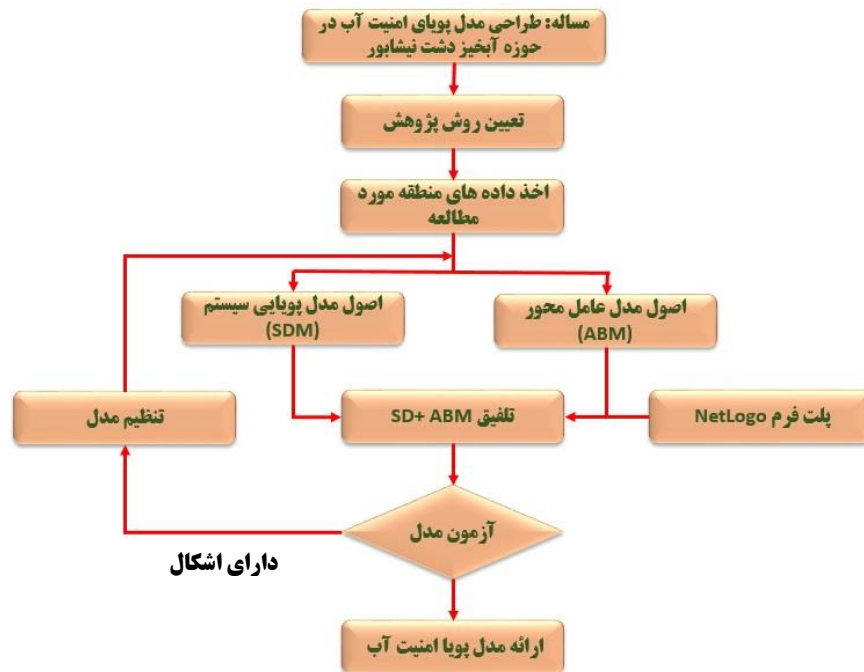 مساله: طراحی مدل پویای امنیت آب در
حوزه آبخیز دشت نیشابور
تعیین روش پژوهش
اخذ داده های منطقه مورد
مطالعه
اصول مدل عامل محور
(ABM)
اصول مدل پویایی سیستم
(SDM)
پلت فرم NetLogo
تلفیق SD+ ABM
تنظیم مدل
آزمون مدل
دارای اشکال
ارائه مدل پویا امنیت آب